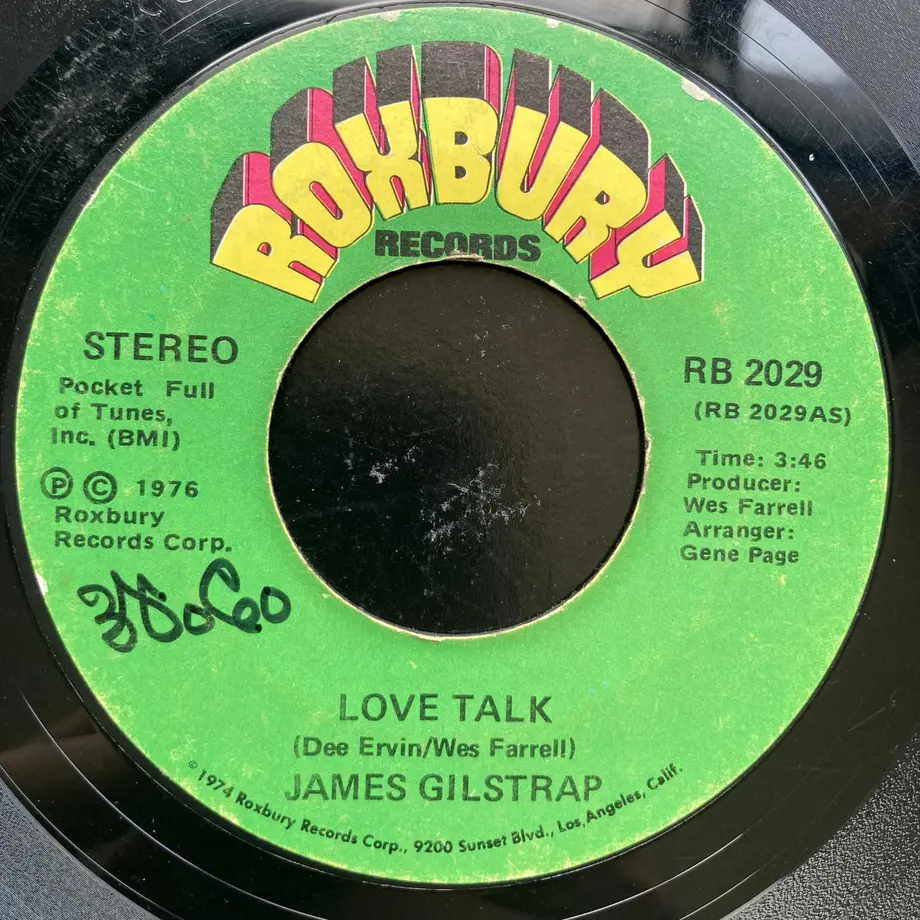 ROXBURY
RECORDS
STEREO
Pocket Full
of Tunes,
Inc. (BMI)
Ⓟ © 1976
Roxbury
Records Corp.
RB 2029
(RB 2029AS)
Time: 3:46
Producer:
Wes Farrell
Arranger:
Gene Page
LOVE TALK
(Dee Ervin/Wes Farrell)
JAMES GILSTRAP
© 1974 Roxbury Records Corp., 9200 Sunset Blvd., Los Angeles, Calif.